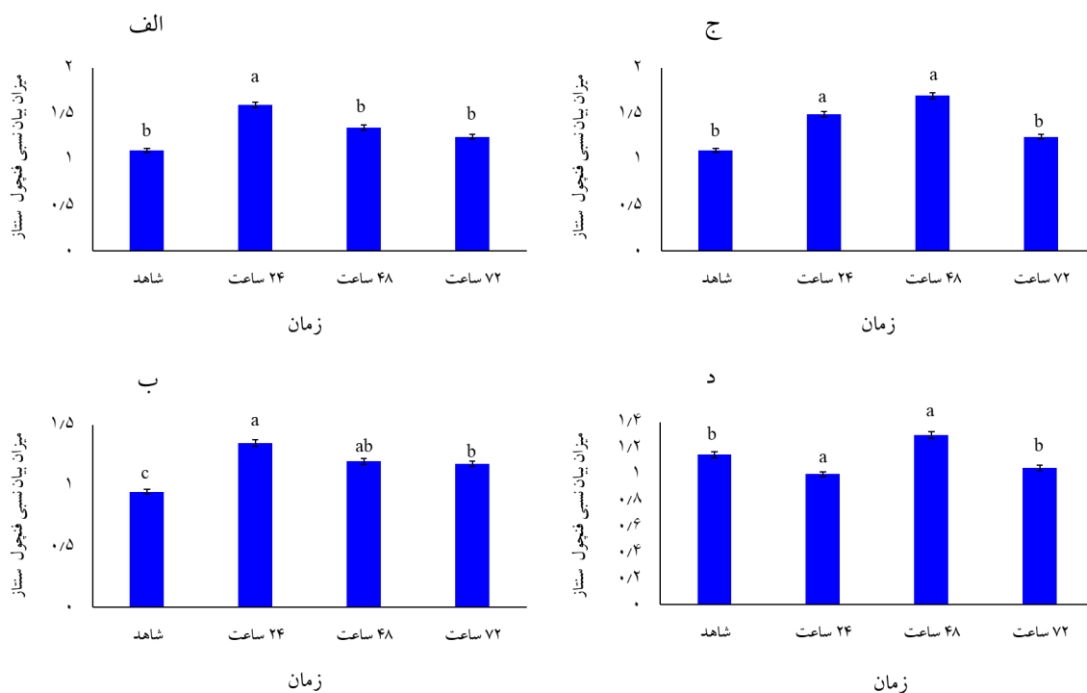 الف
میزان بیان نسبی فنچول سنتاز
۲
۱/۵
۱
۰/۵
۰
b
a
b
b
شاهد
۲۴ ساعت
۴۸ ساعت
۷۲ ساعت
زمان
ج
میزان بیان نسبی فنچول سنتاز
۲
۱/۵
۱
۰/۵
۰
b
a
a
b
شاهد
۲۴ ساعت
۴۸ ساعت
۷۲ ساعت
زمان
ب
میزان بیان نسبی فنچول سنتاز
۱/۵
۱
۰/۵
۰
c
a
ab
b
شاهد
۲۴ ساعت
۴۸ ساعت
۷۲ ساعت
زمان
د
میزان بیان نسبی فنچول سنتاز
۱/۴
۱/۲
۱
۰/۸
۰/۶
۰/۴
۰/۲
۰
b
a
a
b
شاهد
۲۴ ساعت
۴۸ ساعت
۷۲ ساعت
زمان